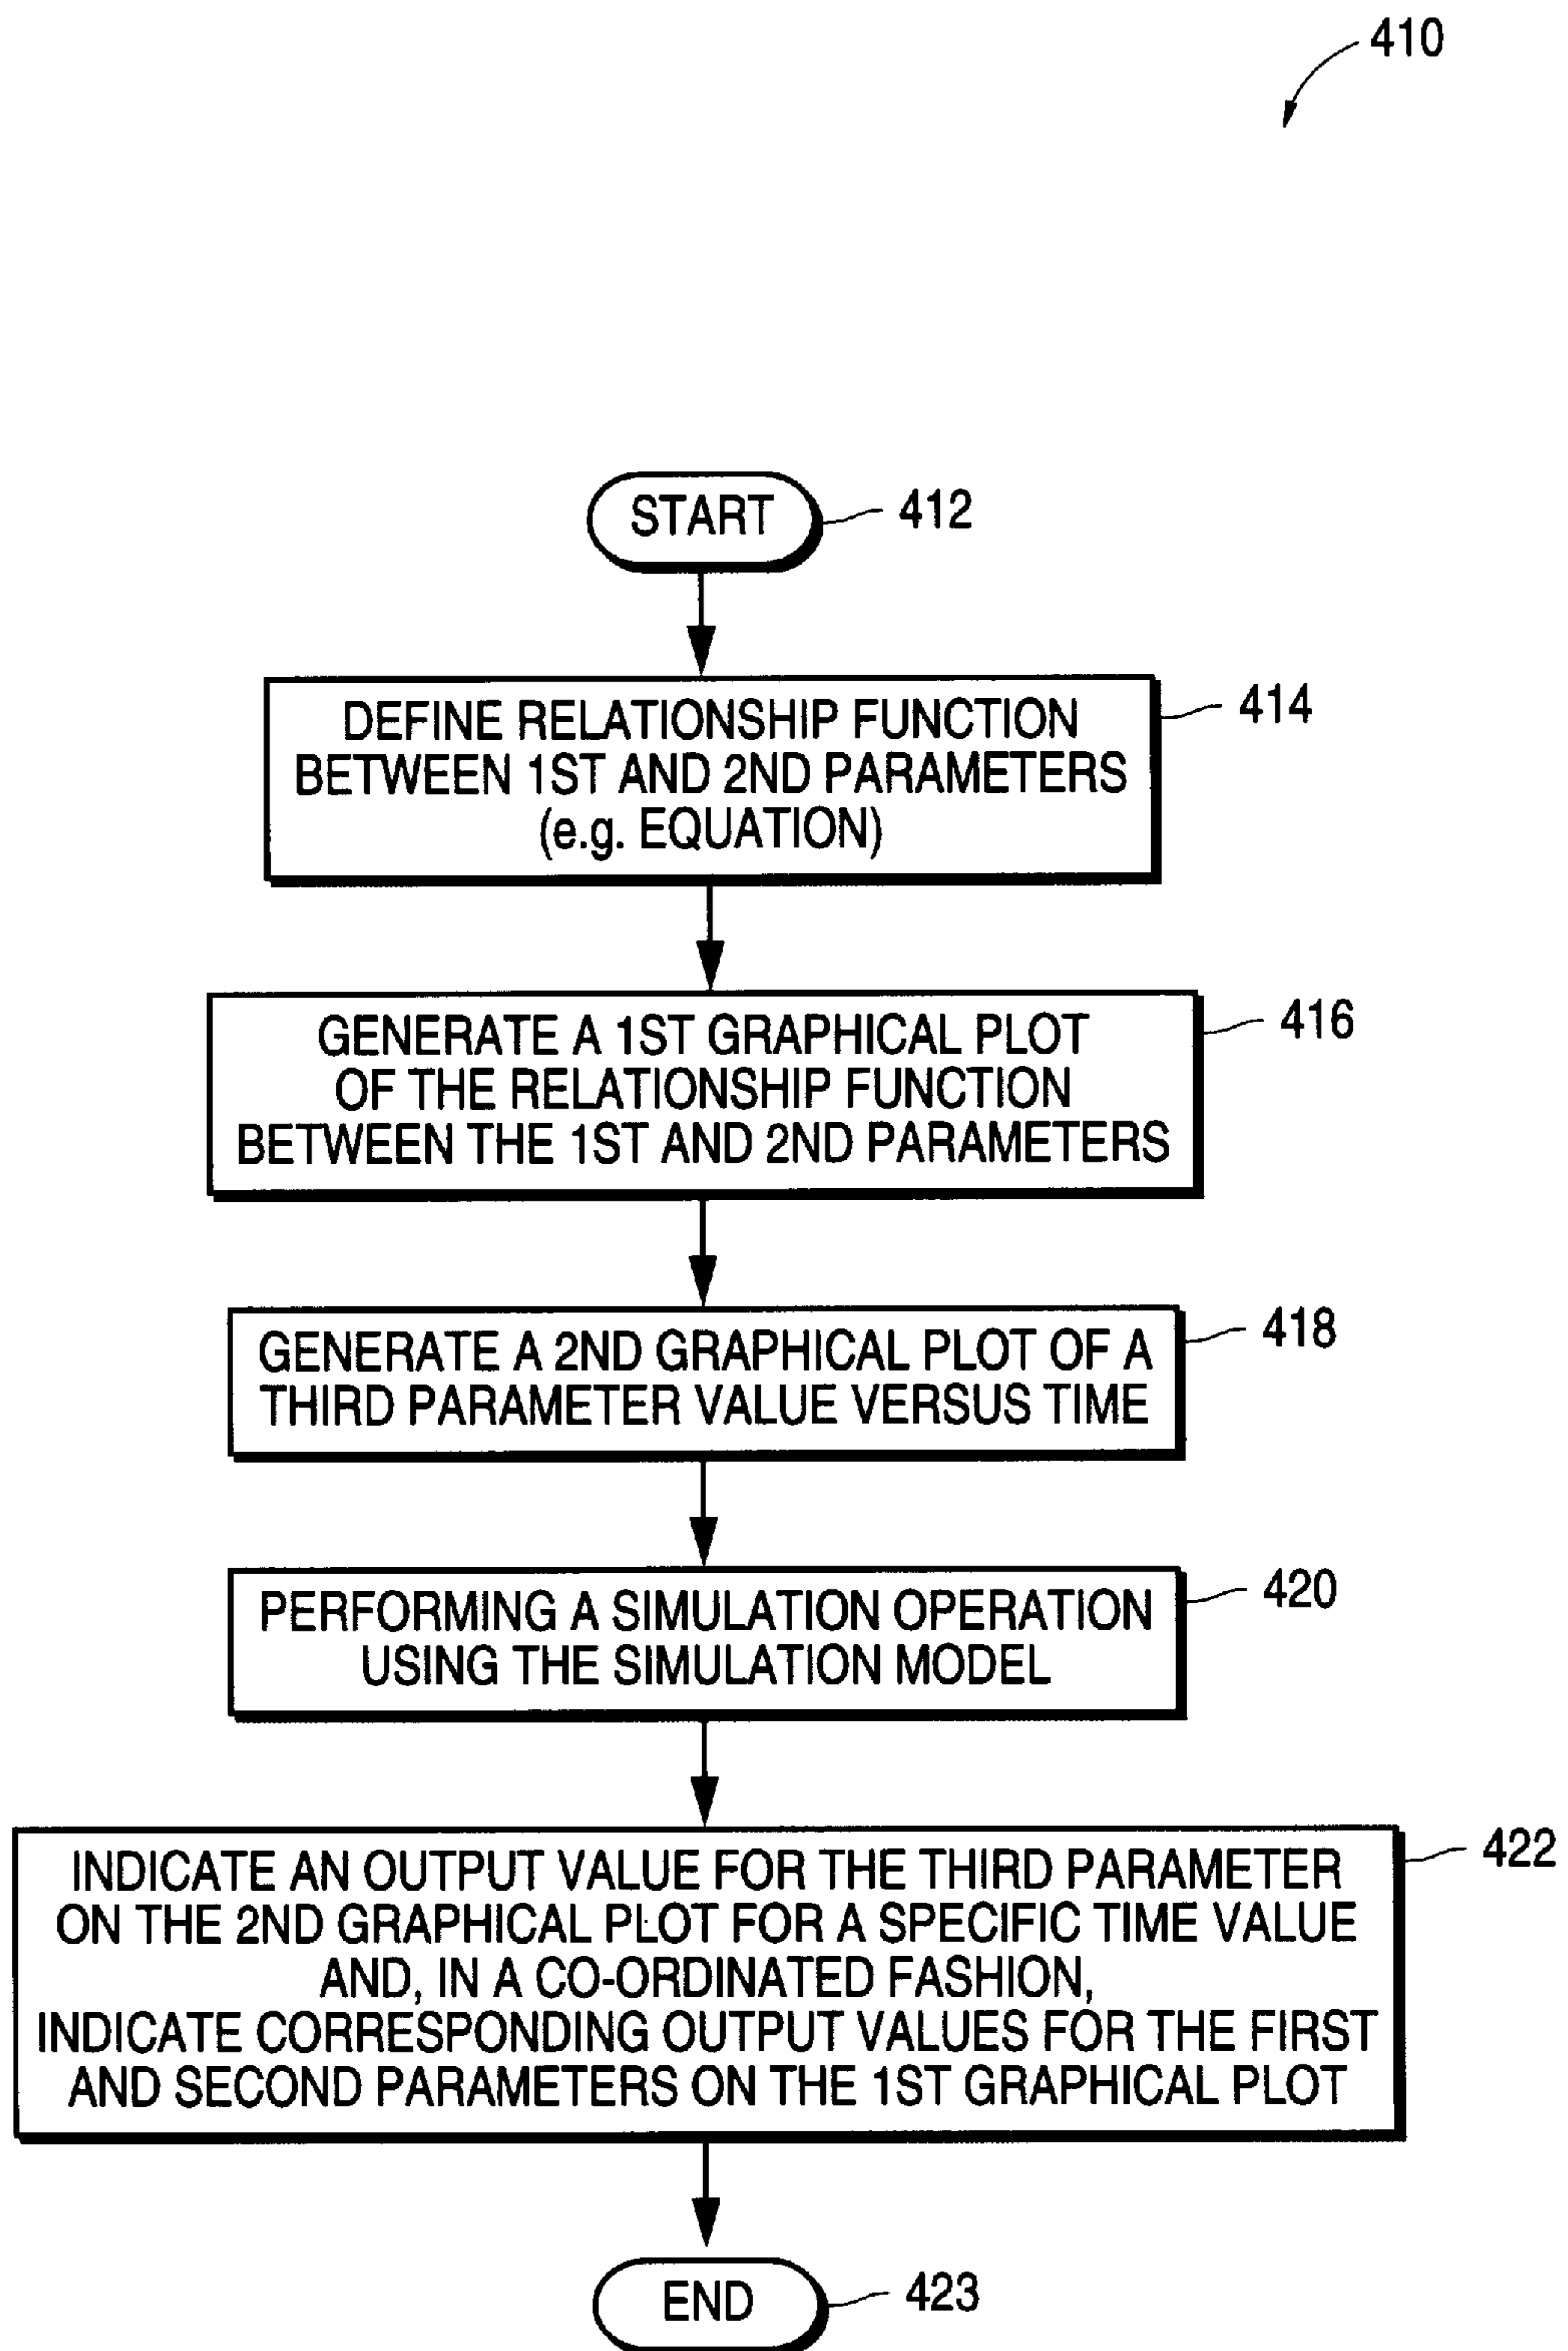 410
START
412
DEFINE RELATIONSHIP FUNCTION
BETWEEN 1ST AND 2ND PARAMETERS
(e.g. EQUATION)
414
GENERATE A 1ST GRAPHICAL PLOT
OF THE RELATIONSHIP FUNCTION
BETWEEN THE 1ST AND 2ND PARAMETERS
416
GENERATE A 2ND GRAPHICAL PLOT OF A
THIRD PARAMETER VALUE VERSUS TIME
418
PERFORMING A SIMULATION OPERATION
USING THE SIMULATION MODEL
420
INDICATE AN OUTPUT VALUE FOR THE THIRD PARAMETER
ON THE 2ND GRAPHICAL PLOT FOR A SPECIFIC TIME VALUE
AND, IN A CO-ORDINATED FASHION,
INDICATE CORRESPONDING OUTPUT VALUES FOR THE FIRST
AND SECOND PARAMETERS ON THE 1ST GRAPHICAL PLOT
422
END
423